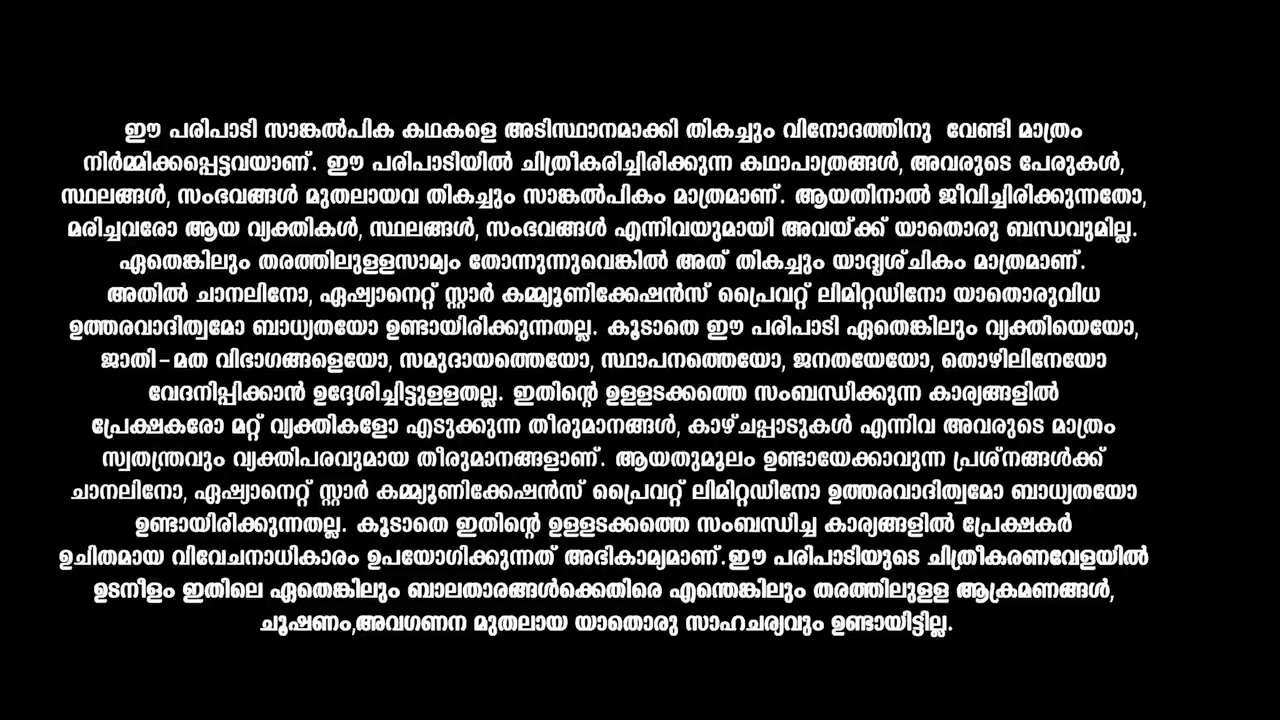 ഈ പരിപാടി സാങ്കൽപിക കഥകളെ അടിസ്ഥാനമാക്കി തികച്ചും വിനോദത്തിനു വേണ്ടി മാത്രം
നിർമ്മിക്കപ്പെട്ടവയാണ്. ഈ പരിപാടിയിൽ ചിത്രീകരിച്ചിരിക്കുന്ന കഥാപാത്രങ്ങൾ, അവരുടെ പേരുകൾ,
സ്ഥലങ്ങൾ, സംഭവങ്ങൾ മുതലായവ തികച്ചും സാങ്കൽപികം മാത്രമാണ്. ആയതിനാൽ ജീവിച്ചിരിക്കുന്നതോ,
മരിച്ചവരോ ആയ വ്യക്തികൾ, സ്ഥലങ്ങൾ, സംഭവങ്ങൾ എന്നിവയുമായി അവയ്ക്ക് യാതൊരു ബന്ധവുമില്ല.
ഏതെങ്കിലും തരത്തിലുളളസാമ്യം തോന്നുന്നുവെങ്കിൽ അത് തികച്ചും യാദൃശ്ചികം മാത്രമാണ്.
അതിൽ ചാനലിനോ, ഏഷ്യാനെറ്റ് സ്റ്റാർ കമ്മ്യൂണിക്കേഷൻസ് പ്രൈവറ്റ് ലിമിറ്റഡിനോ യാതൊരുവിധ
ഉത്തരവാദിത്വമോ ബാധ്യതയോ ഉണ്ടായിരിക്കുന്നതല്ല. കൂടാതെ ഈ പരിപാടി ഏതെങ്കിലും വ്യക്തിയെയോ,
ജാതി-മത വിഭാഗങ്ങളെയോ, സമുദായത്തെയോ, സ്ഥാപനത്തെയോ, ജനതയേയോ, തൊഴിലിനേയോ
വേദനിപ്പിക്കാൻ ഉദ്ദേശിച്ചിട്ടുളളതല്ല. ഇതിന്റെ ഉളളടക്കത്തെ സംബന്ധിക്കുന്ന കാര്യങ്ങളിൽ
പ്രേക്ഷകരോ മറ്റ് വ്യക്തികളോ എടുക്കുന്ന തീരുമാനങ്ങൾ, കാഴ്ചപ്പാടുകൾ എന്നിവ അവരുടെ മാത്രം
സ്വതന്ത്രവും വ്യക്തിപരവുമായ തീരുമാനങ്ങളാണ്. ആയതുമൂലം ഉണ്ടായേക്കാവുന്ന പ്രശ്നങ്ങൾക്ക്
ചാനലിനോ, ഏഷ്യാനെറ്റ് സ്റ്റാർ കമ്മ്യൂണിക്കേഷൻസ് പ്രൈവറ്റ് ലിമിറ്റഡിനോ ഉത്തരവാദിത്വമോ ബാധ്യതയോ
ഉണ്ടായിരിക്കുന്നതല്ല. കൂടാതെ ഇതിന്റെ ഉളളടക്കത്തെ സംബന്ധിച്ച കാര്യങ്ങളിൽ പ്രേക്ഷകർ
ഉചിതമായ വിവേചനാധികാരം ഉപയോഗിക്കുന്നത് അഭികാമ്യമാണ്.ഈ പരിപാടിയുടെ ചിത്രീകരണവേളയിൽ
ഉടനീളം ഇതിലെ ഏതെങ്കിലും ബാലതാരങ്ങൾക്കെതിരെ എന്തെങ്കിലും തരത്തിലുളള ആക്രമണങ്ങൾ,
ചൂഷണം,അവഗണന മുതലായ യാതൊരു സാഹചര്യവും ഉണ്ടായിട്ടില്ല.